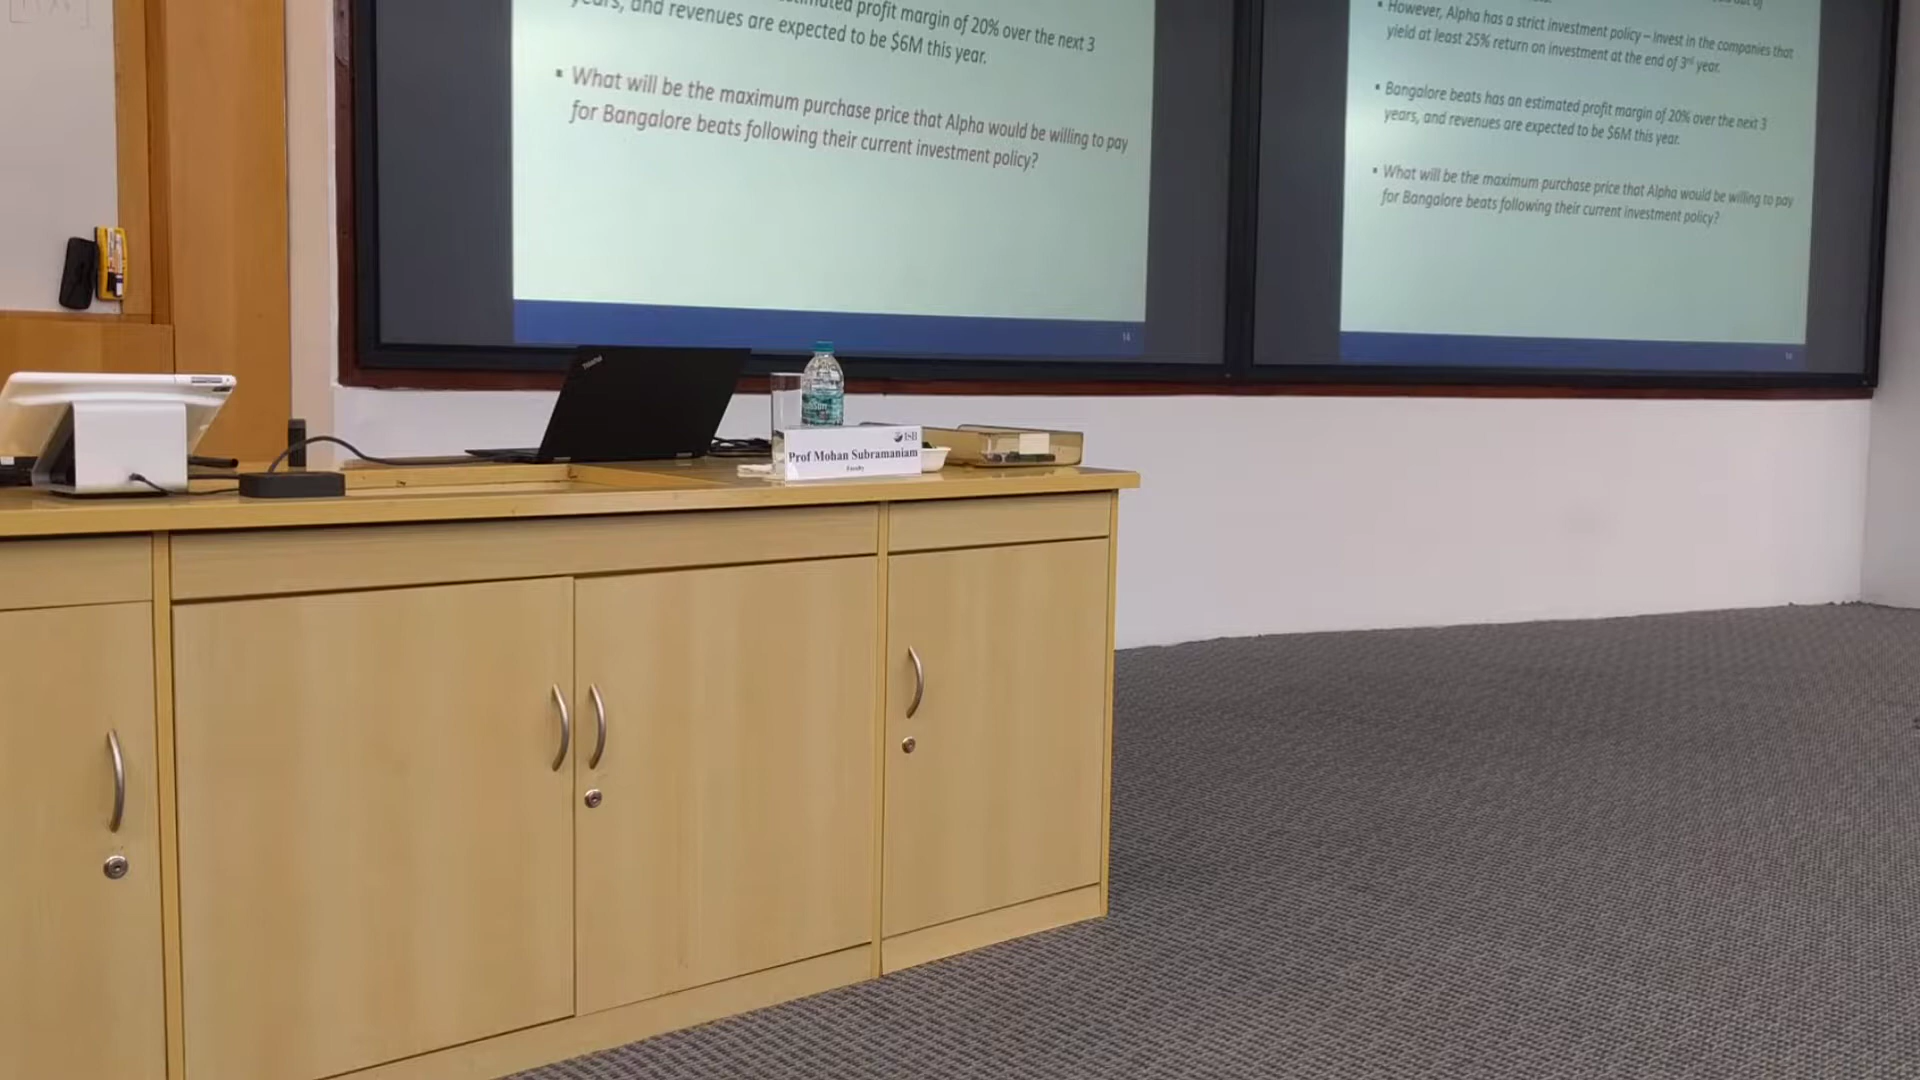 estimated profit margin of 20% over the next 3
years, and revenues are expected to be $6M this year.
▪ What will be the maximum purchase price that Alpha would be willing to pay
for Bangalore beats following their current investment policy?
14
▪ However, Alpha has a strict investment policy – Invest in the companies that
yield at least 25% return on investment at the end of 3rd year.
▪ Bangalore beats has an estimated profit margin of 20% over the next 3
years, and revenues are expected to be $6M this year.
▪ What will be the maximum purchase price that Alpha would be willing to pay
for Bangalore beats following their current investment policy?
ThinkPad
ISB
Prof Mohan Subramaniam
Faculty